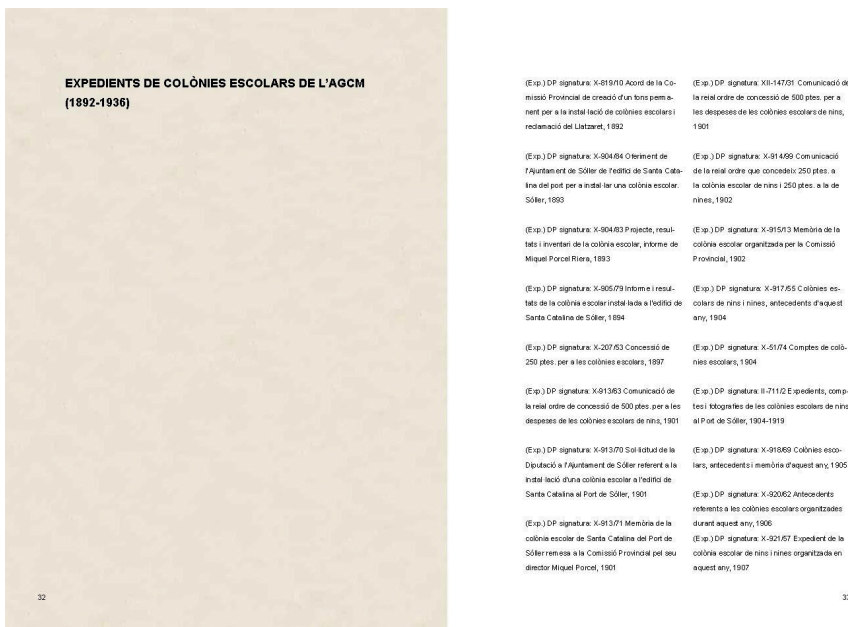 EXPEDIENTS DE COLÒNIES ESCOLARS DE L'AGCM
(1892-1936)
32
(Exp.) DP signatura: X-819/10 Acord de la Co-
missió Provincial de creació d'un fons perma-
nent per a la instal·lació de colònies escolars i
reclamació del Llatzaret, 1892
(Exp.) DP signatura: X-904/84 Oferiment de
l'Ajuntament de Sóller de l'edifici de Santa Cata-
lina del port per a instal·lar una colònia escolar.
Sóller, 1893
(Exp.) DP signatura: X-904/83 Projecte, resul-
tats i inventari de la colònia escolar, informe de
Miquel Porcel Riera, 1893
(Exp.) DP signatura: X-905/79 Informe i resul-
tats de la colònia escolar instal·lada a l'edifici de
Santa Catalina de Sóller, 1894
(Exp.) DP signatura: X-207/53 Concessió de
250 ptes. per a les colònies escolars, 1897
(Exp.) DP signatura: X-913/63 Comunicació de
la reial ordre de concessió de 500 ptes. per a les
despeses de les colònies escolars de nins, 1901
(Exp.) DP signatura: X-913/70 Sol·licitud de la
Diputació a l'Ajuntament de Sóller referent a la
instal·lació d'una colònia escolar a l'edifici de
Santa Catalina al Port de Sóller, 1901
(Exp.) DP signatura: X-913/71 Memòria de la
colònia escolar de Santa Catalina del Port de
Sóller remesa a la Comissió Provincial pel seu
director Miquel Porcel, 1901
(Exp.) DP signatura: XII-147/31 Comunicació de
la reial ordre de concessió de 500 ptes. per a
les despeses de les colònies escolars de nins,
1901
(Exp.) DP signatura: X-914/99 Comunicació
de la reial ordre que concedeix 250 ptes. a
la colònia escolar de nins i 250 ptes. a la de
nines, 1902
(Exp.) DP signatura: X-915/13 Memòria de la
colònia escolar organitzada per la Comissió
Provincial, 1902
(Exp.) DP signatura: X-917/55 Colònies es-
colars de nins i nines, antecedents d'aquest
any, 1904
(Exp.) DP signatura: X-51/74 Comptes de colò-
nies escolars, 1904
(Exp.) DP signatura: II-711/2 Expedients, comp-
tes i fotografies de les colònies escolars de nins
al Port de Sóller, 1904-1919
(Exp.) DP signatura: X-918/69 Colònies esco-
lars, antecedents i memòria d'aquest any, 1905
(Exp.) DP signatura: X-920/62 Antecedents
referents a les colònies escolars organitzades
durant aquest any, 1906
(Exp.) DP signatura: X-921/57 Expedient de la
colònia escolar de nins i nines organitzada en
aquest any, 1907